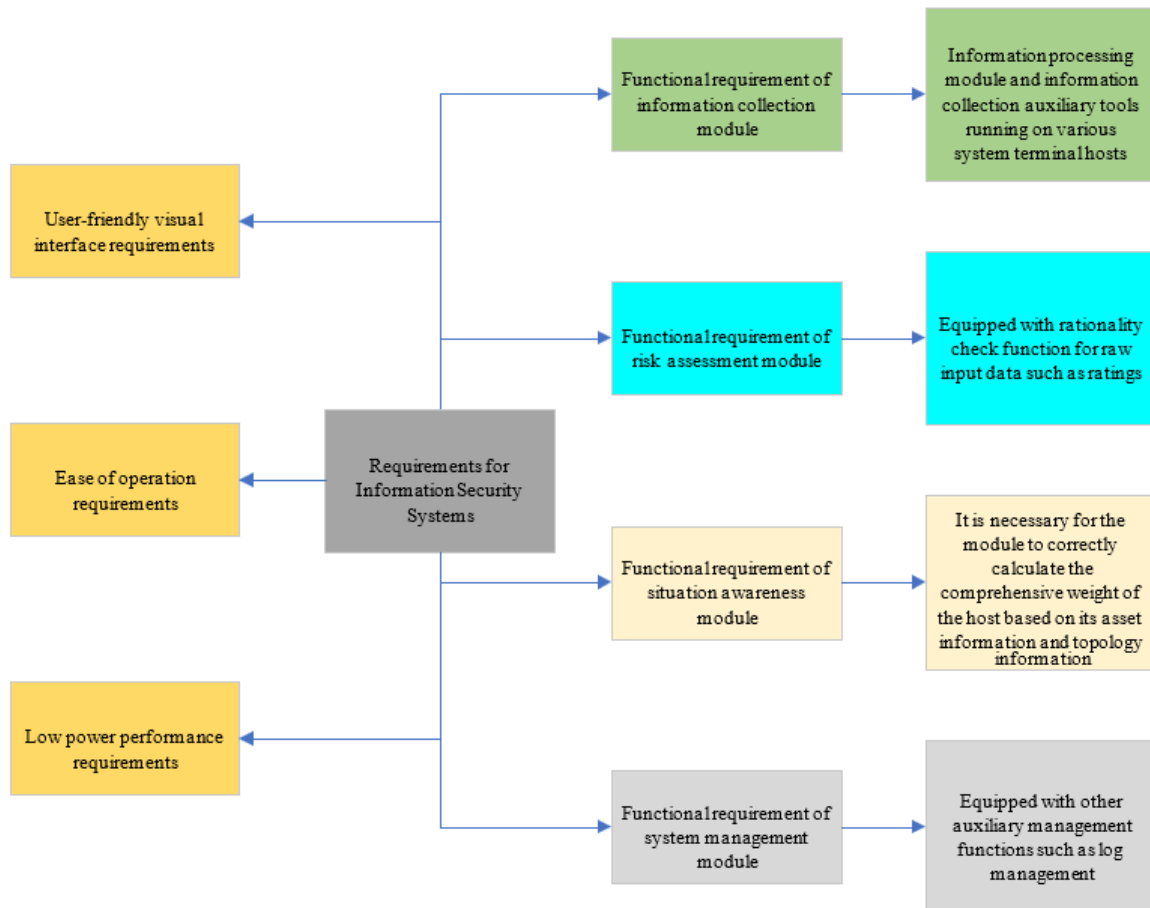 Functional requirement of
information collection
module
Information processing
module and information
collection auxiliary tools
running on various
system terminal hosts
User-friendly visual
interface requirements
Functional requirement of
risk assessment module
Equipped with rationality
check function for raw
input data such as ratings
Ease of operation
requirements
Requirements for
Information Security
Systems
Functional requirement of
situation awareness
module
It is necessary for the
module to correctly
calculate the
comprehensive weight of
the host based on its asset
information and topology
information
Low power performance
requirements
Functional requirement of
system management
module
Equipped with other
auxiliary management
functions such as log
management